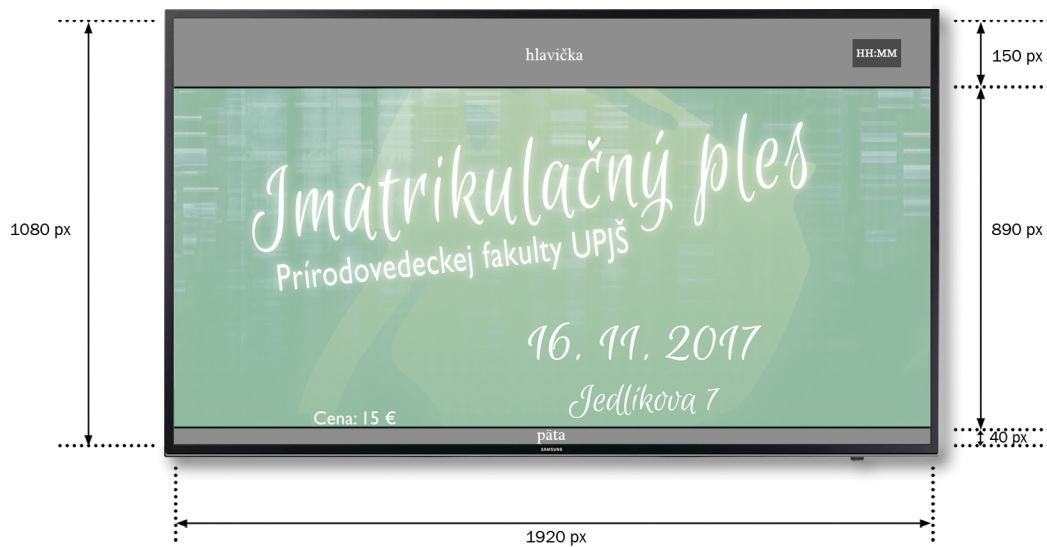 hlavička
HH:MM
150 px
Imatrikulačný ples
Prírodovedeckej fakulty UPJŠ
1080 px
890 px
16. 11. 2017
Jedlíkova 7
Cena: 15 €
päta
40 px
SAMSUNG
1920 px